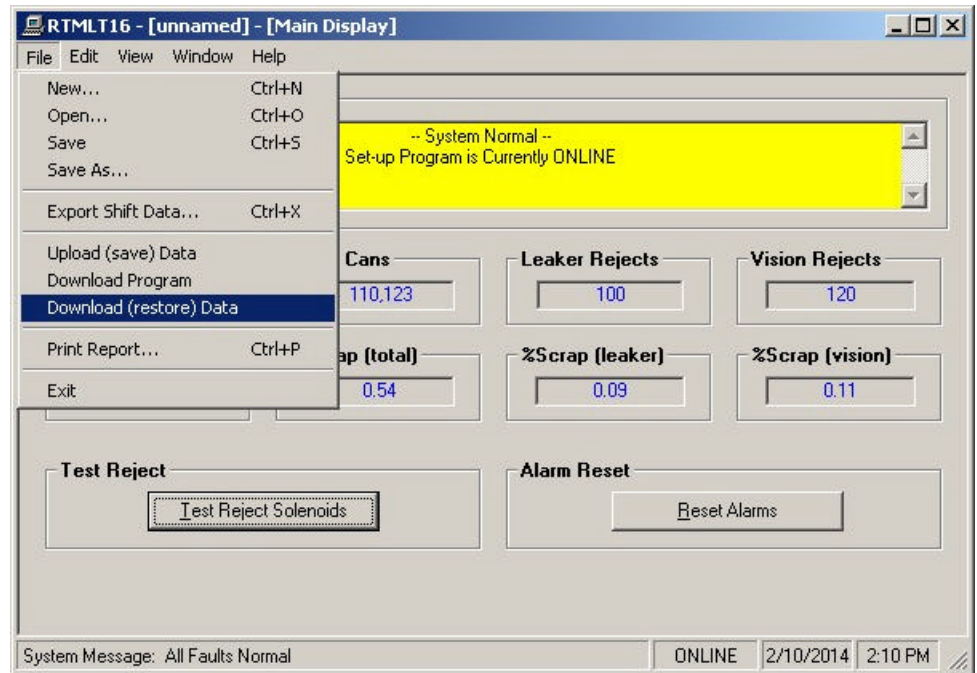 RTMLT16 - [unnamed] - [Main Display]
File Edit View Window Help
New... Ctrl+N
Open... Ctrl+O
Save Ctrl+S
Save As...
Export Shift Data... Ctrl+X
Upload (save) Data
Download Program
Download (restore) Data
Print Report... Ctrl+P
Exit
-- System Normal --
Set-up Program is Currently ONLINE
Cans Leaker Rejects Vision Rejects
110,123 100 120
(total) %Scrap (leaker) %Scrap (vision)
0.54 0.09 0.11
Test Reject Alarm Reset
Test Reject Solenoids Reset Alarms
System Message: All Faults Normal ONLINE 2/10/2014 2:10 PM